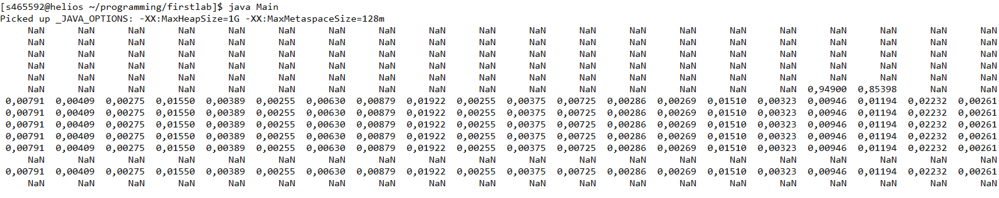 [s465592@helios ~/programming/firstlab]$ java Main
Picked up _JAVA_OPTIONS: -XX:MaxHeapSize=1G -XX:MaxMetaspaceSize=128m
NaN NaN NaN NaN NaN NaN NaN NaN NaN NaN NaN NaN NaN NaN NaN NaN NaN NaN NaN NaN
NaN NaN NaN NaN NaN NaN NaN NaN NaN NaN NaN NaN NaN NaN NaN NaN NaN NaN NaN NaN
NaN NaN NaN NaN NaN NaN NaN NaN NaN NaN NaN NaN NaN NaN NaN NaN NaN NaN NaN NaN
NaN NaN NaN NaN NaN NaN NaN NaN NaN NaN NaN NaN NaN NaN NaN NaN NaN NaN NaN NaN
NaN NaN NaN NaN NaN NaN NaN NaN NaN NaN NaN NaN NaN NaN NaN NaN NaN NaN NaN NaN
NaN NaN NaN NaN NaN NaN NaN NaN NaN NaN NaN NaN NaN NaN NaN NaN 0,94900 0,85398 NaN NaN
0,00791 0,00409 0,00275 0,01550 0,00389 0,00255 0,00630 0,00879 0,01922 0,00255 0,00375 0,00725 0,00286 0,00269 0,01510 0,00323 0,00946 0,01194 0,02232 0,00261
0,00791 0,00409 0,00275 0,01550 0,00389 0,00255 0,00630 0,00879 0,01922 0,00255 0,00375 0,00725 0,00286 0,00269 0,01510 0,00323 0,00946 0,01194 0,02232 0,00261
0,00791 0,00409 0,00275 0,01550 0,00389 0,00255 0,00630 0,00879 0,01922 0,00255 0,00375 0,00725 0,00286 0,00269 0,01510 0,00323 0,00946 0,01194 0,02232 0,00261
0,00791 0,00409 0,00275 0,01550 0,00389 0,00255 0,00630 0,00879 0,01922 0,00255 0,00375 0,00725 0,00286 0,00269 0,01510 0,00323 0,00946 0,01194 0,02232 0,00261
0,00791 0,00409 0,00275 0,01550 0,00389 0,00255 0,00630 0,00879 0,01922 0,00255 0,00375 0,00725 0,00286 0,00269 0,01510 0,00323 0,00946 0,01194 0,02232 0,00261
NaN NaN NaN NaN NaN NaN NaN NaN NaN NaN NaN NaN NaN NaN NaN NaN NaN NaN NaN NaN
0,00791 0,00409 0,00275 0,01550 0,00389 0,00255 0,00630 0,00879 0,01922 0,00255 0,00375 0,00725 0,00286 0,00269 0,01510 0,00323 0,00946 0,01194 0,02232 0,00261
NaN NaN NaN NaN NaN NaN NaN NaN NaN NaN NaN NaN NaN NaN NaN NaN NaN NaN NaN NaN